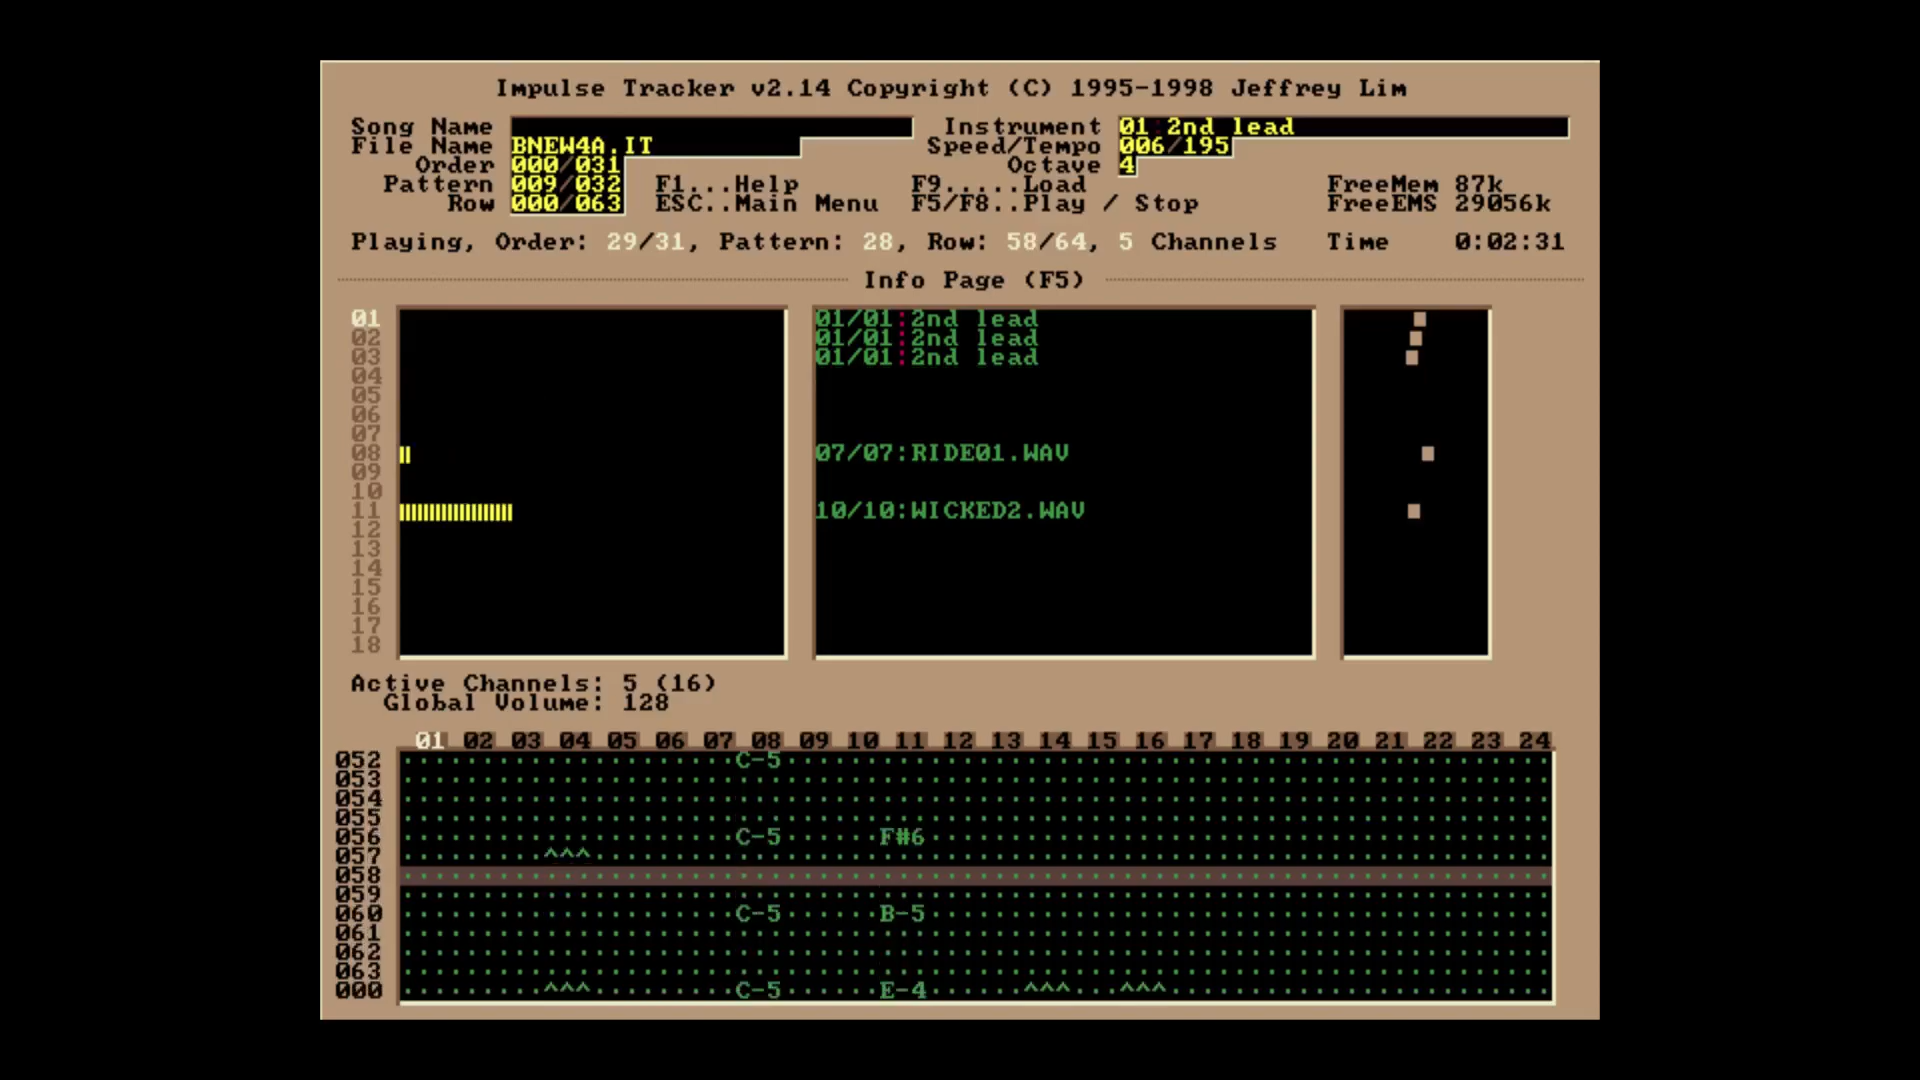 Impulse Tracker v2.14 Copyright (C) 1995-1998 Jeffrey Lim
Song Name Instrument 01:2nd lead
File Name BNEW4A.IT Speed/Tempo 006/195
Order 000/031 Octave 4
Pattern 009/032 F1...Help F9.....Load FreeMem 87k
Row 000/063 ESC..Main Menu F5/F8..Play / Stop FreeEMS 29056k
Playing, Order: 29/31, Pattern: 28, Row: 58/64, 5 Channels Time 0:02:31
Info Page (F5)
01 01/01:2nd lead
02 01/01:2nd lead
03 01/01:2nd lead
04
05
06
07
08 07/07:RIDE01.WAV
09
10
11 10/10:WICKED2.WAV
12
13
14
15
16
17
18
Active Channels: 5 (16)
Global Volume: 128
01 02 03 04 05 06 07 08 09 10 11 12 13 14 15 16 17 18 19 20 21 22 23 24
052 C-5
053
054
055
056 C-5 F#6
057 ^^^
058
059
060 C-5 B-5
061
062
063
000 ^^^ C-5 E-4 ^^^ ^^^